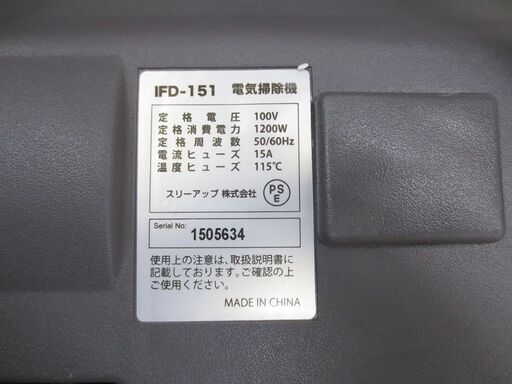 IFD-151 電気掃除機
定格電圧 100V
定格消費電力 1200W
定格周波数 50/60Hz
電流ヒューズ 15A
温度ヒューズ 115℃
スリーアップ 株式会社 PSE
Serial No: 1505634
使用上の注意は、取扱説明書に
記載しております。ご確認の上
ご使用ください。
MADE IN CHINA